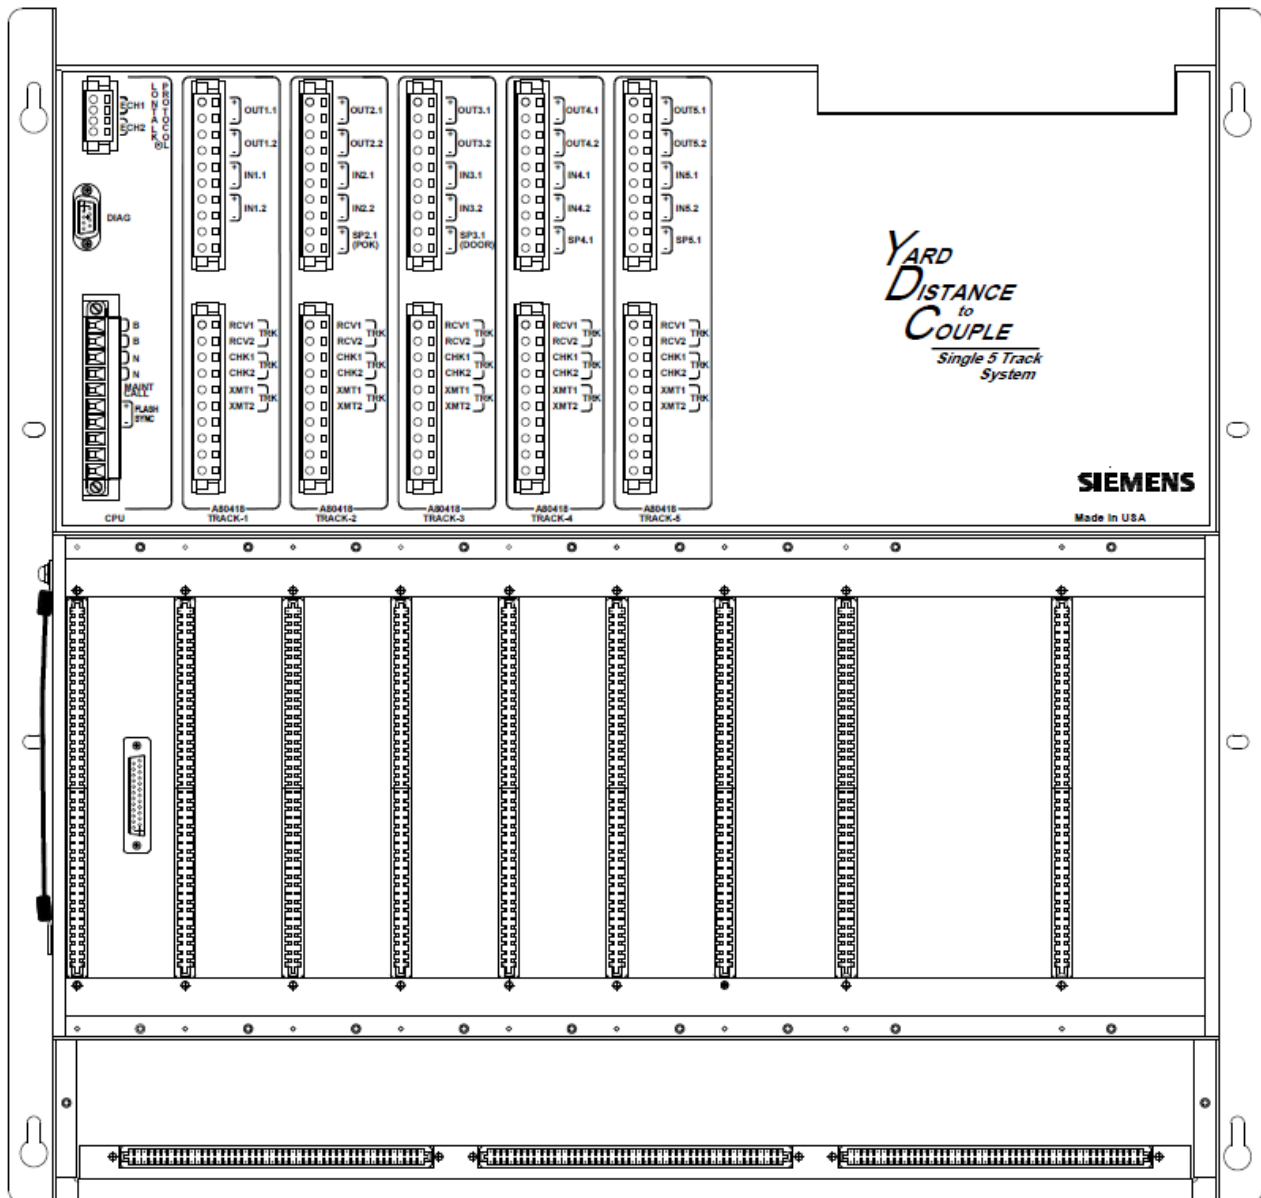 LONTALK®
PROTOCOL
ECH1
ECH2
DIAG
B
B
N
N
MAINT
CALL
+
-
FLASH
SYNC
CPU
+
-
OUT1.1
+
-
OUT1.2
+
-
IN1.1
+
-
IN1.2
RCV1
RCV2
TRK
CHK1
CHK2
TRK
XMT1
XMT2
TRK
A80418
TRACK-1
+
-
OUT2.1
+
-
OUT2.2
+
-
IN2.1
+
-
IN2.2
+
-
SP2.1
(POK)
RCV1
RCV2
TRK
CHK1
CHK2
TRK
XMT1
XMT2
TRK
A80418
TRACK-2
+
-
OUT3.1
+
-
OUT3.2
+
-
IN3.1
+
-
IN3.2
+
-
SP3.1
(DOOR)
RCV1
RCV2
TRK
CHK1
CHK2
TRK
XMT1
XMT2
TRK
A80418
TRACK-3
+
-
OUT4.1
+
-
OUT4.2
+
-
IN4.1
+
-
IN4.2
+
-
SP4.1
RCV1
RCV2
TRK
CHK1
CHK2
TRK
XMT1
XMT2
TRK
A80418
TRACK-4
+
-
OUT5.1
+
-
OUT5.2
+
-
IN5.1
+
-
IN5.2
+
-
SP5.1
RCV1
RCV2
TRK
CHK1
CHK2
TRK
XMT1
XMT2
TRK
A80418
TRACK-5
YARD
DISTANCE
to
COUPLE
Single 5 Track
System
SIEMENS
Made in USA